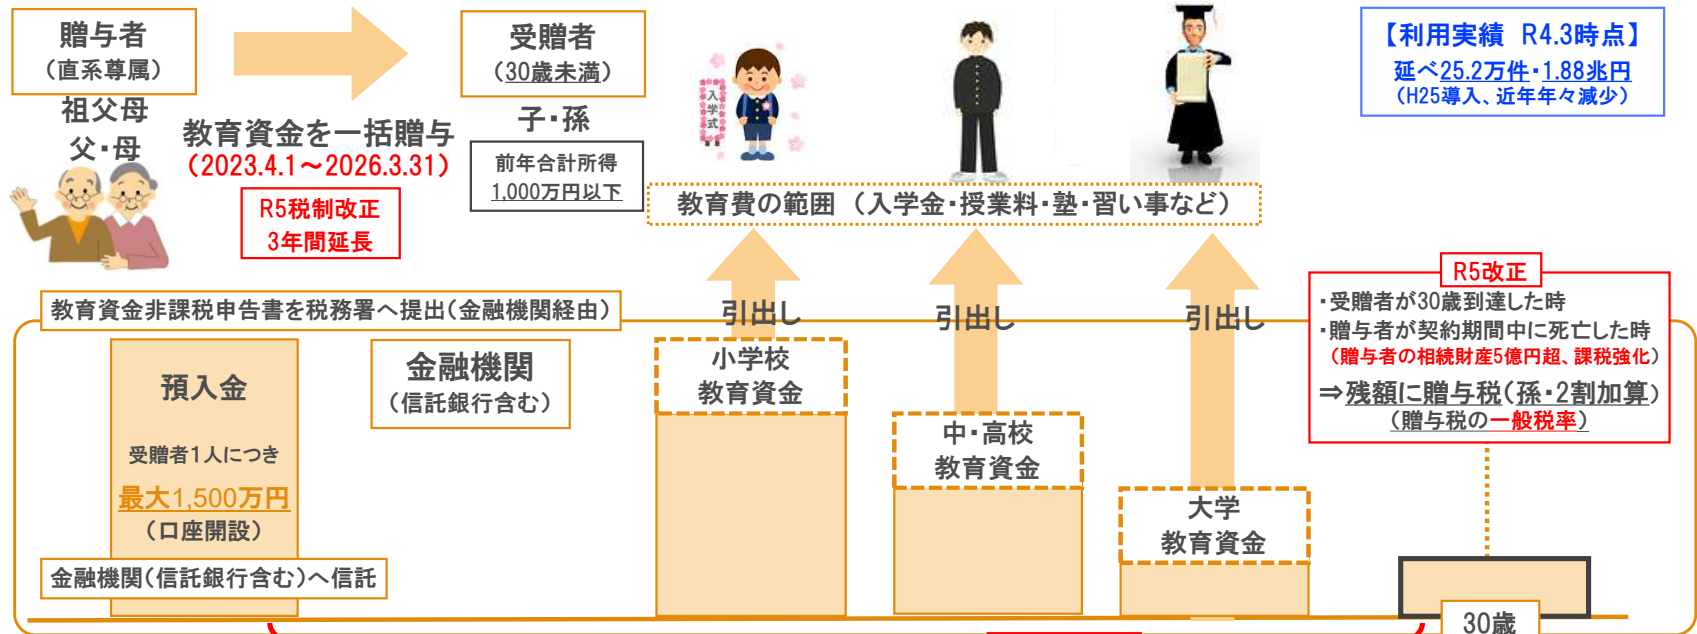 贈与者
（直系尊属）
祖父母
父・母
教育資金を一括贈与
（2023.4.1～2026.3.31）
R5税制改正
3年間延長
受贈者
（30歳未満）
子・孫
前年合計所得
1,000万円以下
入学式
【利用実績 R4.3時点】
延べ25.2万件・1.88兆円
（H25導入、近年年々減少）
教育費の範囲 （入学金・授業料・塾・習い事など）
引出し
引出し
引出し
R5改正
・受贈者が30歳到達した時
・贈与者が契約期間中に死亡した時
（贈与者の相続財産5億円超、課税強化）
⇒残額に贈与税（孫・2割加算）
（贈与税の一般税率）
教育資金非課税申告書を税務署へ提出（金融機関経由）
預入金
受贈者1人につき
最大1,500万円
（口座開設）
金融機関（信託銀行含む）へ信託
金融機関
（信託銀行含む）
小学校
教育資金
中・高校
教育資金
大学
教育資金
30歳